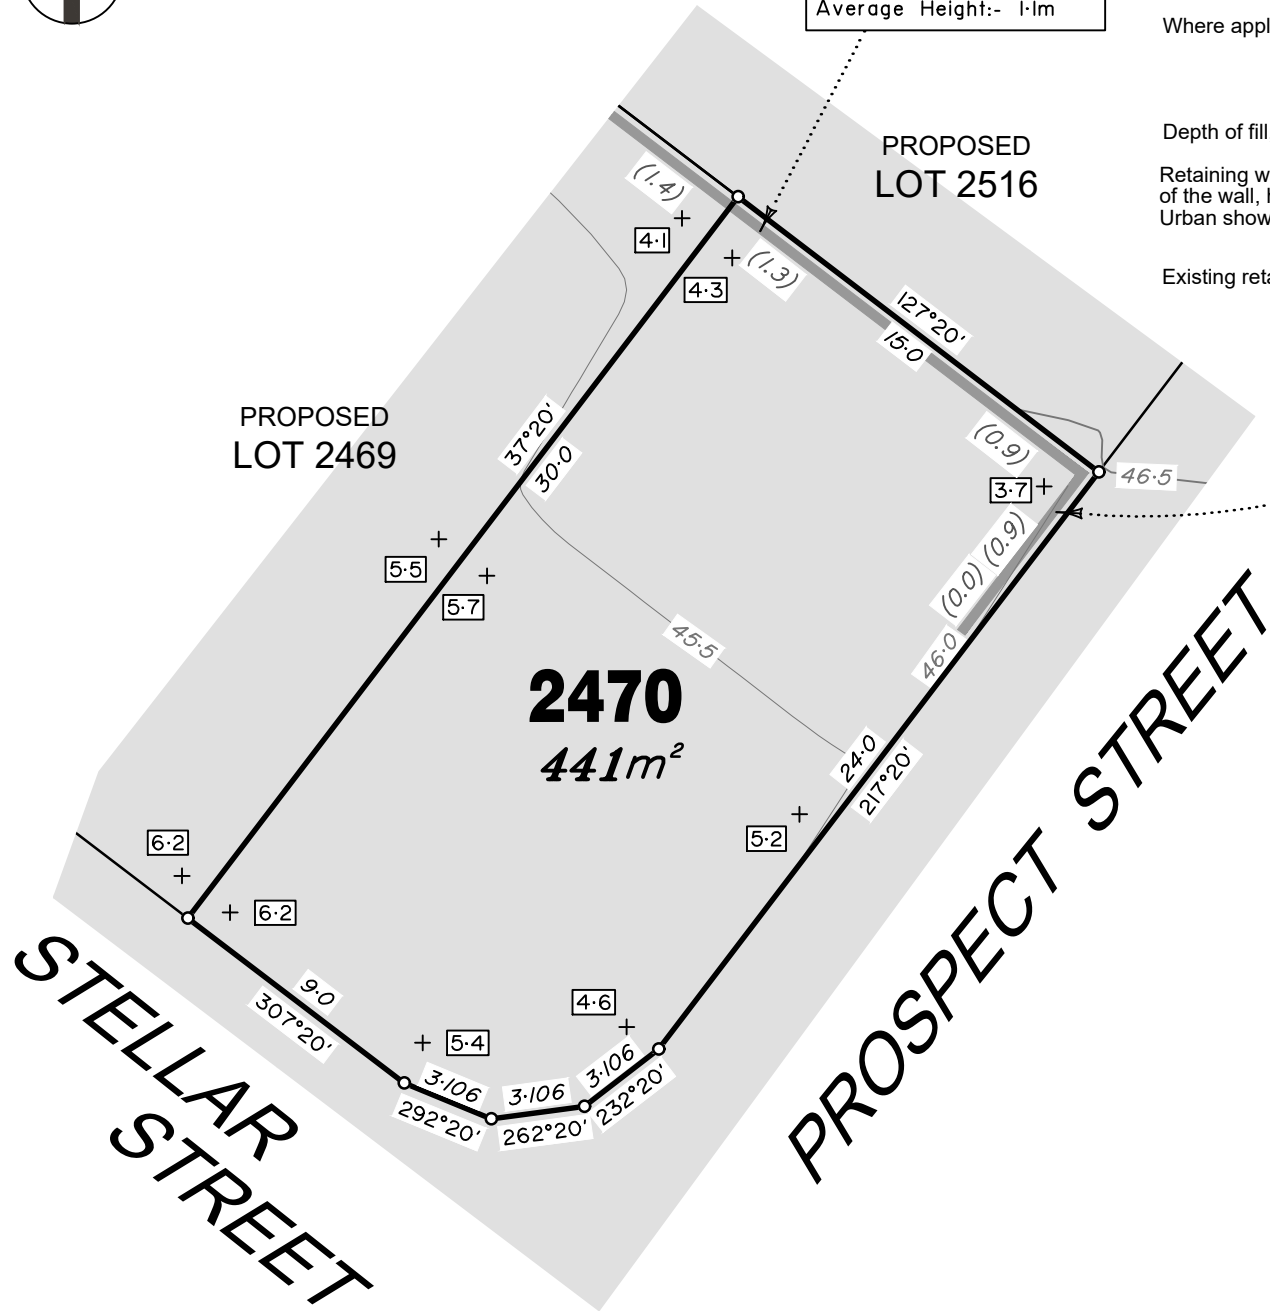 Average Height:- 1·1m
Where appl
Depth of fill
Retaining w
of the wall, h
Urban show
Existing reta
PROPOSED
LOT 2516
(1.4)
4·1
4·3
(1.3)
127°20'
15·0
PROPOSED
LOT 2469
37°20'
30·0
(0.9)
3·7
46·5
(0.9)
(0.0)
5·5
5·7
45·5
46·0
2470
441m²
24·0
217°20'
5·2
6·2
6·2
9·0
307°20'
4·6
5·4
3·106
292°20'
3·106
262°20'
3·106
232°20'
STELLAR
STREET
PROSPECT STREET